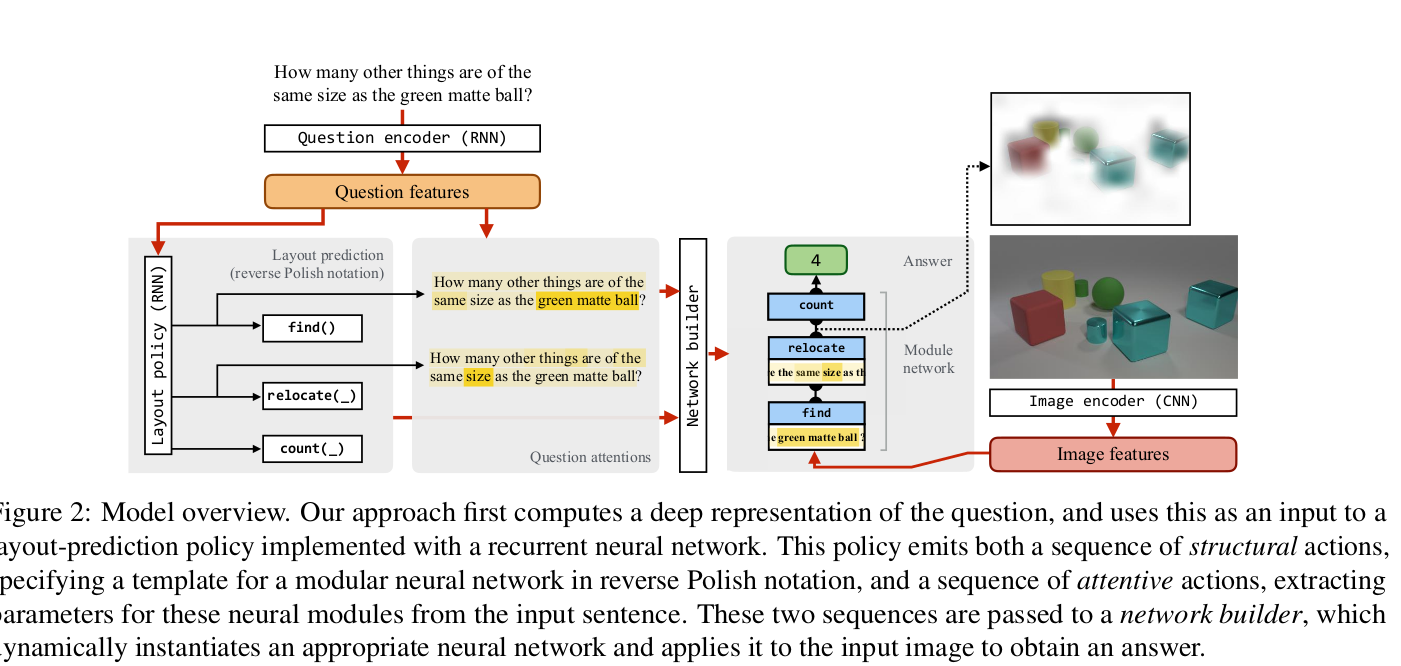 How many other things are of the
same size as the green matte ball?
Question encoder (RNN)
Question features
Layout policy (RNN)
Layout prediction
(reverse Polish notation)
find()
relocate(_)
count(_)
How many other things are of the
same size as the green matte ball?
How many other things are of the
same size as the green matte ball?
Question attentions
Network builder
4
Answer
count
relocate
e the same size as th
find
e green matte ball ?
Module
network
Image encoder (CNN)
Image features
igure 2: Model overview. Our approach first computes a deep representation of the question, and uses this as an input to a
ayout-prediction policy implemented with a recurrent neural network. This policy emits both a sequence of structural actions,
pecifying a template for a modular neural network in reverse Polish notation, and a sequence of attentive actions, extracting
arameters for these neural modules from the input sentence. These two sequences are passed to a network builder, which
ynamically instantiates an appropriate neural network and applies it to the input image to obtain an answer.